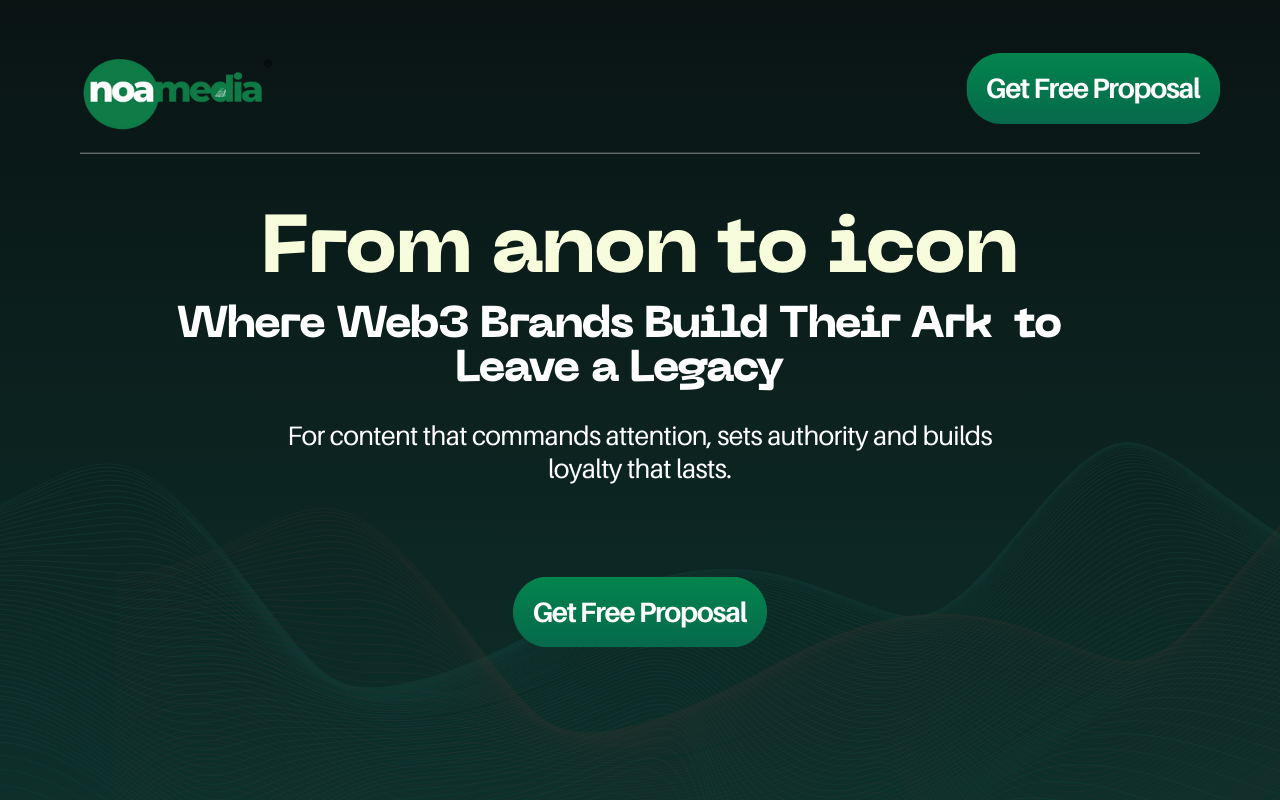 noamedia
Get Free Proposal
From anon to icon
Where Web3 Brands Build Their Ark to
Leave a Legacy
For content that commands attention, sets authority and builds
loyalty that lasts.
Get Free Proposal